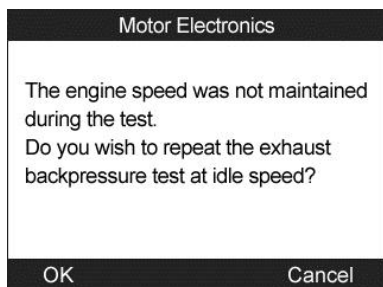 Motor Electronics
The engine speed was not maintained
during the test.
Do you wish to repeat the exhaust
backpressure test at idle speed?
OK
Cancel